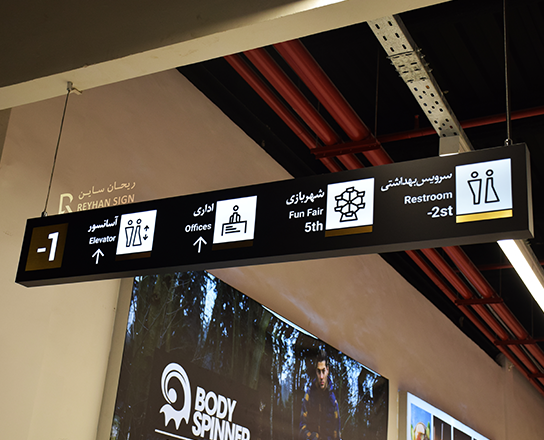 ریحان ساین
REYHAN SIGN
-1
آسانسور
Elevator
اداری
Offices
شهربازی
Fun Fair
5th
سرویس بهداشتی
Restroom
-2st
BODY
SPINNER